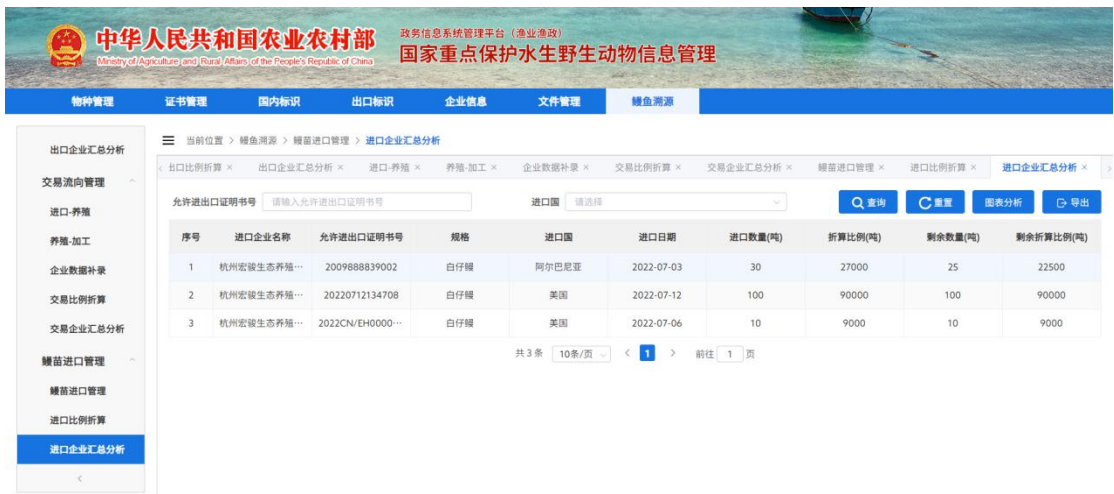 中华人民共和国农业农村部
Ministry of Agriculture and Rural Affairs of the People's Republic of China
政务信息系统管理平台（渔业渔政）
国家重点保护水生野生动物信息管理
物种管理 证书管理 国内标识 出口标识 企业信息 文件管理 鳗鱼溯源
出口企业汇总分析
交易流向管理
进口-养殖
养殖-加工
企业数据补录
交易比例折算
交易企业汇总分析
鳗苗进口管理
鳗苗进口管理
进口比例折算
进口企业汇总分析
当前位置 > 鳗鱼溯源 > 鳗苗进口管理 > 进口企业汇总分析
出口比例折算 × 出口企业汇总分析 × 进口-养殖 × 养殖-加工 × 企业数据补录 × 交易比例折算 × 交易企业汇总分析 × 鳗苗进口管理 × 进口比例折算 × 进口企业汇总分析 ×
允许进出口证明书号 请输入允许进出口证明书号 进口国 请选择 查询 重置 图表分析 导出
序号 进口企业名称 允许进出口证明书号 规格 进口国 进口日期 进口数量(吨) 折算比例(吨) 剩余数量(吨) 剩余折算比例(吨)
1 杭州宏骏生态养殖… 2009888839002 白仔鳗 阿尔巴尼亚 2022-07-03 30 27000 25 22500
2 杭州宏骏生态养殖… 20220712134708 白仔鳗 美国 2022-07-12 100 90000 100 90000
3 杭州宏骏生态养殖… 2022CN/EH0000… 白仔鳗 美国 2022-07-06 10 9000 10 9000
共 3 条 10条/页 < 1 > 前往 1 页